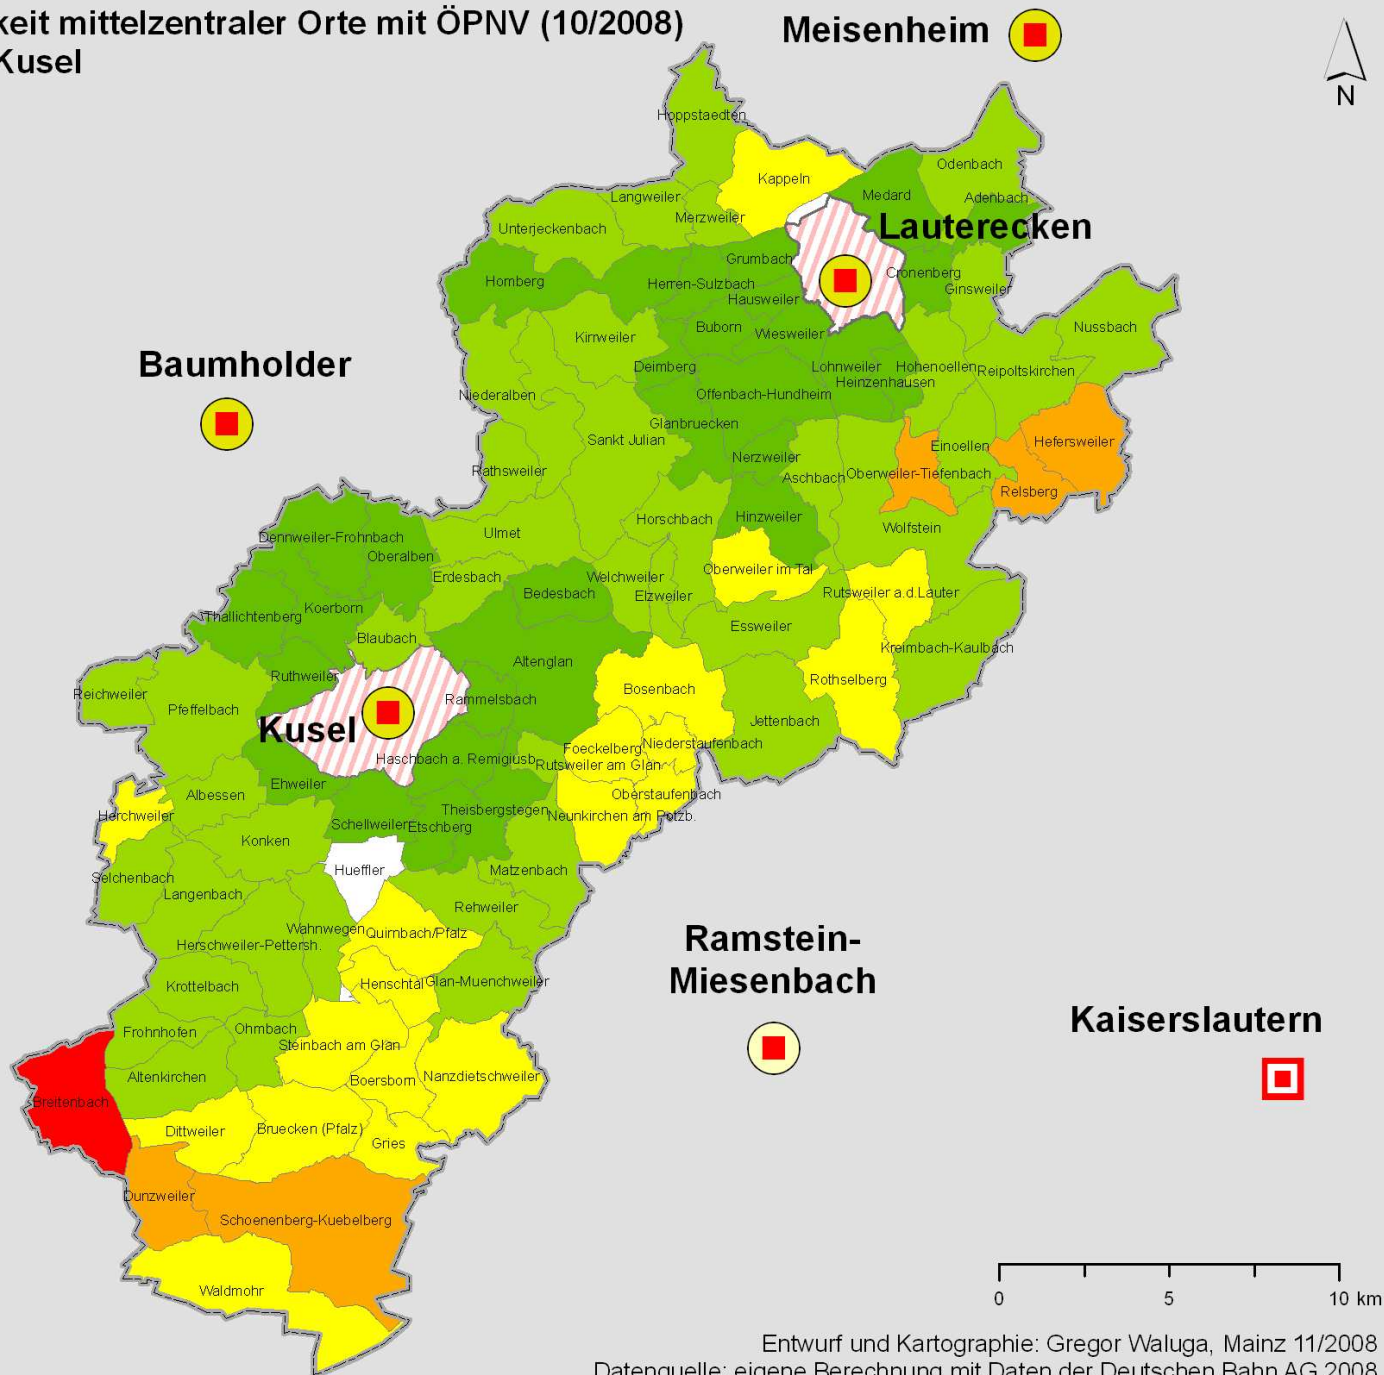 keit mittelzentraler Orte mit ÖPNV (10/2008)
Kusel
Meisenheim
N
Hoppstaedten
Odenbach
Kappeln
Medard
Adenbach
Langweiler
Merzweiler
Lauterecken
Unterjeckenbach
Grumbach
Cronenberg
Homberg
Herren-Sulzbach
Ginsweiler
Hausweiler
Buborn
Wiesweiler
Nussbach
Kirrweiler
Baumholder
Deimberg
Lohnweiler
Hohenoellen
Reipoltskirchen
Heinzenhausen
Niederalben
Offenbach-Hundheim
Glanbruecken
Sankt Julian
Einoellen
Hefersweiler
Nerzweiler
Rathsweiler
Aschbach
Oberweiler-Tiefenbach
Relsberg
Horschbach
Hinzweiler
Wolfstein
Ulmet
Dennweiler-Frohnbach
Oberalben
Oberweiler im Tal
Erdesbach
Welchweiler
Bedesbach
Elzweiler
Rutsweiler a.d.Lauter
Koerborn
Thallichtenberg
Essweiler
Blaubach
Kreimbach-Kaulbach
Altenglan
Ruthweiler
Rothselberg
Reichweiler
Bosenbach
Rammelsbach
Pfeffelbach
Jettenbach
Kusel
Niederstaufenbach
Foeckelberg
Haschbach a. Remigiusb.
Rutsweiler am Glan
Ehweiler
Albessen
Oberstaufenbach
Theisbergstegen
Herchweiler
Neunkirchen am Potzb.
Schellweiler
Etschberg
Konken
Hueffler
Matzenbach
Selchenbach
Langenbach
Rehweiler
Wahnwegen
Quirnbach/Pfalz
Herschweiler-Pettersh.
Ramstein-
Miesenbach
Henschtal
Glan-Muenchweiler
Krottelbach
Kaiserslautern
Frohnhofen
Ohmbach
Steinbach am Glan
Altenkirchen
Boersborn
Nanzdietschweiler
Breitenbach
Dittweiler
Bruecken (Pfalz)
Gries
Dunzweiler
Schoenenberg-Kuebelberg
Waldmohr
0 5 10 km
Entwurf und Kartographie: Gregor Waluga, Mainz 11/2008
Datenquelle: eigene Berechnung mit Daten der Deutschen Bahn AG 2008